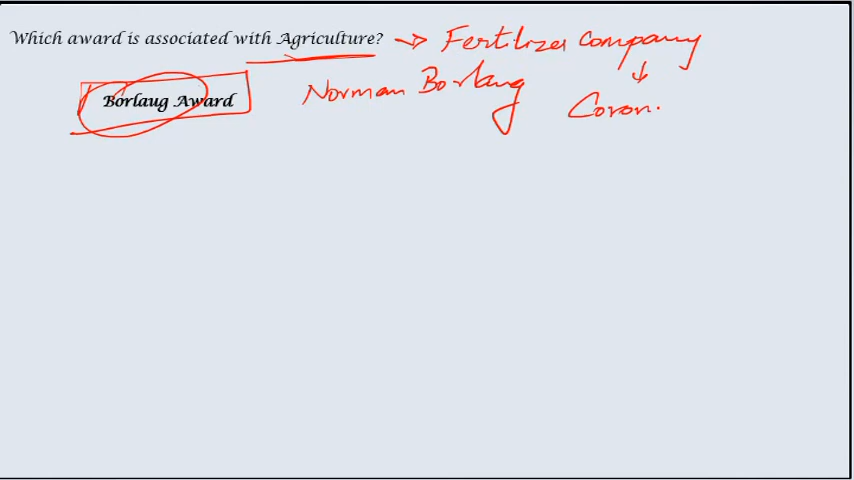 Which award is associated with Agriculture? → Fertilizer Company
Borlaug Award Norman Borlaug
↓
Coron.